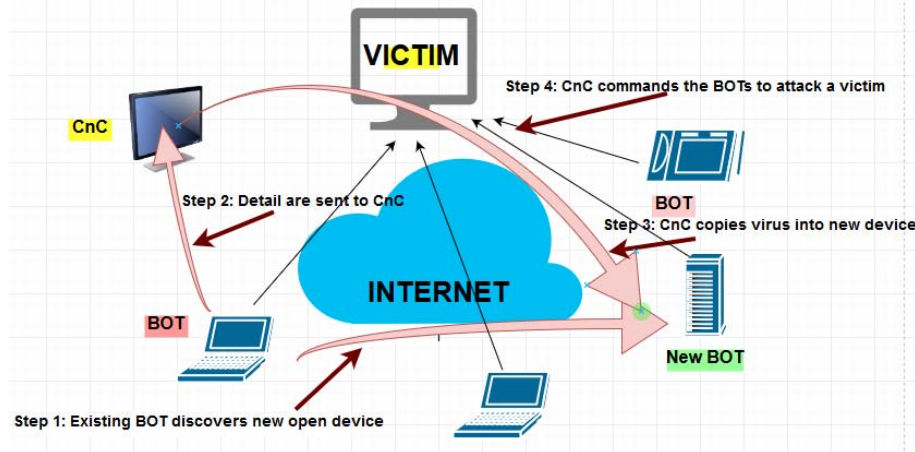 VICTIM
Step 4: CnC commands the BOTs to attack a victim
CnC
Step 2: Detail are sent to CnC
BOT
Step 3: CnC copies virus into new device
INTERNET
BOT
New BOT
Step 1: Existing BOT discovers new open device